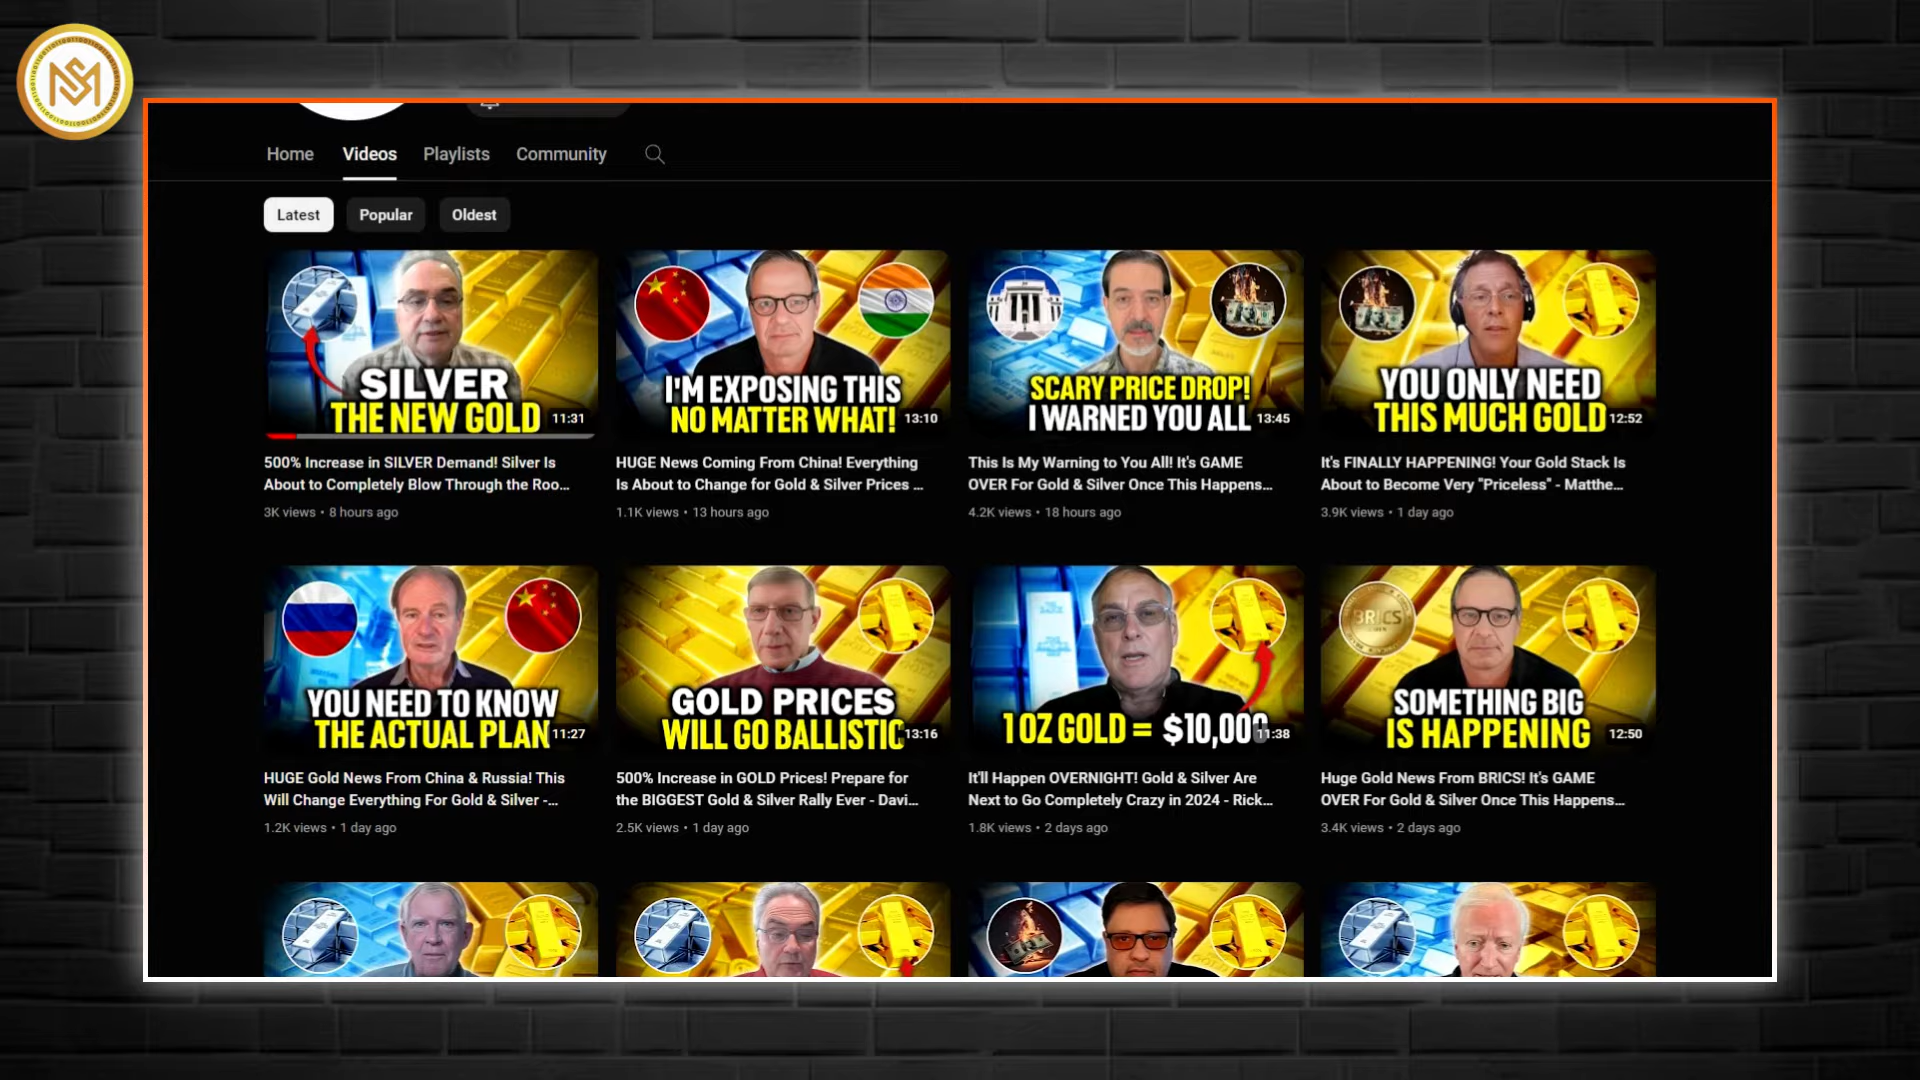 Home Videos Playlists Community
Latest Popular Oldest
SILVER
THE NEW GOLD
11:31
I'M EXPOSING THIS
NO MATTER WHAT!
13:10
SCARY PRICE DROP!
I WARNED YOU ALL
13:45
YOU ONLY NEED
THIS MUCH GOLD
12:52
500% Increase in SILVER Demand! Silver Is
About to Completely Blow Through the Roo...
3K views • 8 hours ago
HUGE News Coming From China! Everything
Is About to Change for Gold & Silver Prices ...
1.1K views • 13 hours ago
This Is My Warning to You All! It's GAME
OVER For Gold & Silver Once This Happens...
4.2K views • 18 hours ago
It's FINALLY HAPPENING! Your Gold Stack Is
About to Become Very "Priceless" - Matthe...
3.9K views • 1 day ago
YOU NEED TO KNOW
THE ACTUAL PLAN
11:27
GOLD PRICES
WILL GO BALLISTIC
13:16
1 OZ GOLD = $10,000
11:38
BRICS
SOMETHING BIG
IS HAPPENING
12:50
HUGE Gold News From China & Russia! This
Will Change Everything For Gold & Silver -...
1.2K views • 1 day ago
500% Increase in GOLD Prices! Prepare for
the BIGGEST Gold & Silver Rally Ever - Davi...
2.5K views • 1 day ago
It'll Happen OVERNIGHT! Gold & Silver Are
Next to Go Completely Crazy in 2024 - Rick...
1.8K views • 2 days ago
Huge Gold News From BRICS! It's GAME
OVER For Gold & Silver Once This Happens...
3.4K views • 2 days ago